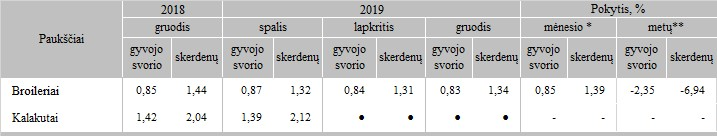 Paukščiai 2018 2019 Pokytis, %
gruodis spalis lapkritis gruodis mėnesio * metų**
gyvojo svorio skerdenų gyvojo svorio skerdenų gyvojo svorio skerdenų gyvojo svorio skerdenų gyvojo svorio skerdenų gyvojo svorio skerdenų
Broileriai 0,85 1,44 0,87 1,32 0,84 1,31 0,83 1,34 0,85 1,39 -2,35 -6,94
Kalakutai 1,42 2,04 1,39 2,12 ● ● ● ● - - - -